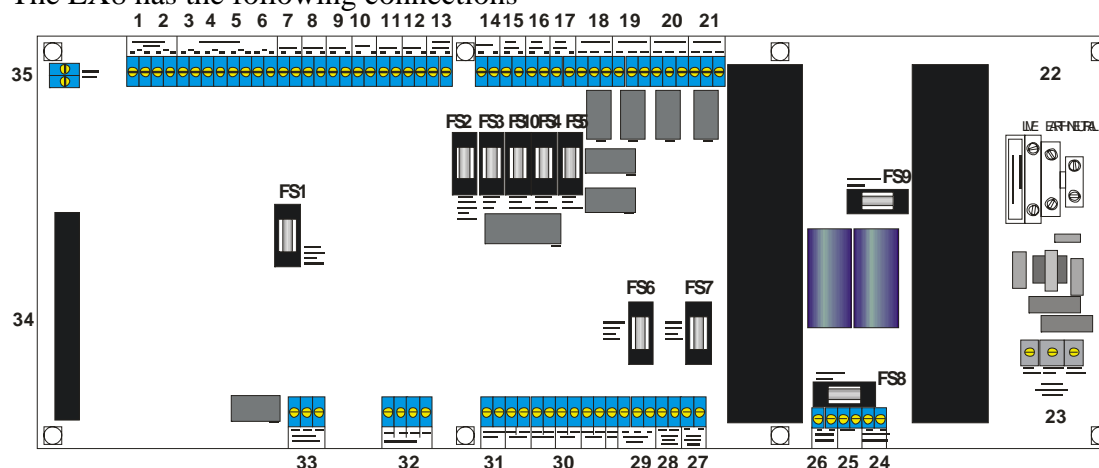 The EX8 has the following connections
1 2 3 4 5 6 7 8 9 10 11 12 13 14 15 16 17 18 19 20 21
35
22
LIVE EARTH NEUTRAL
FS2 FS3 FS10 FS4 FS5
FS9
FS1
FS6 FS7
34
FS8
23
33 32 31 30 29 28 27 26 25 24